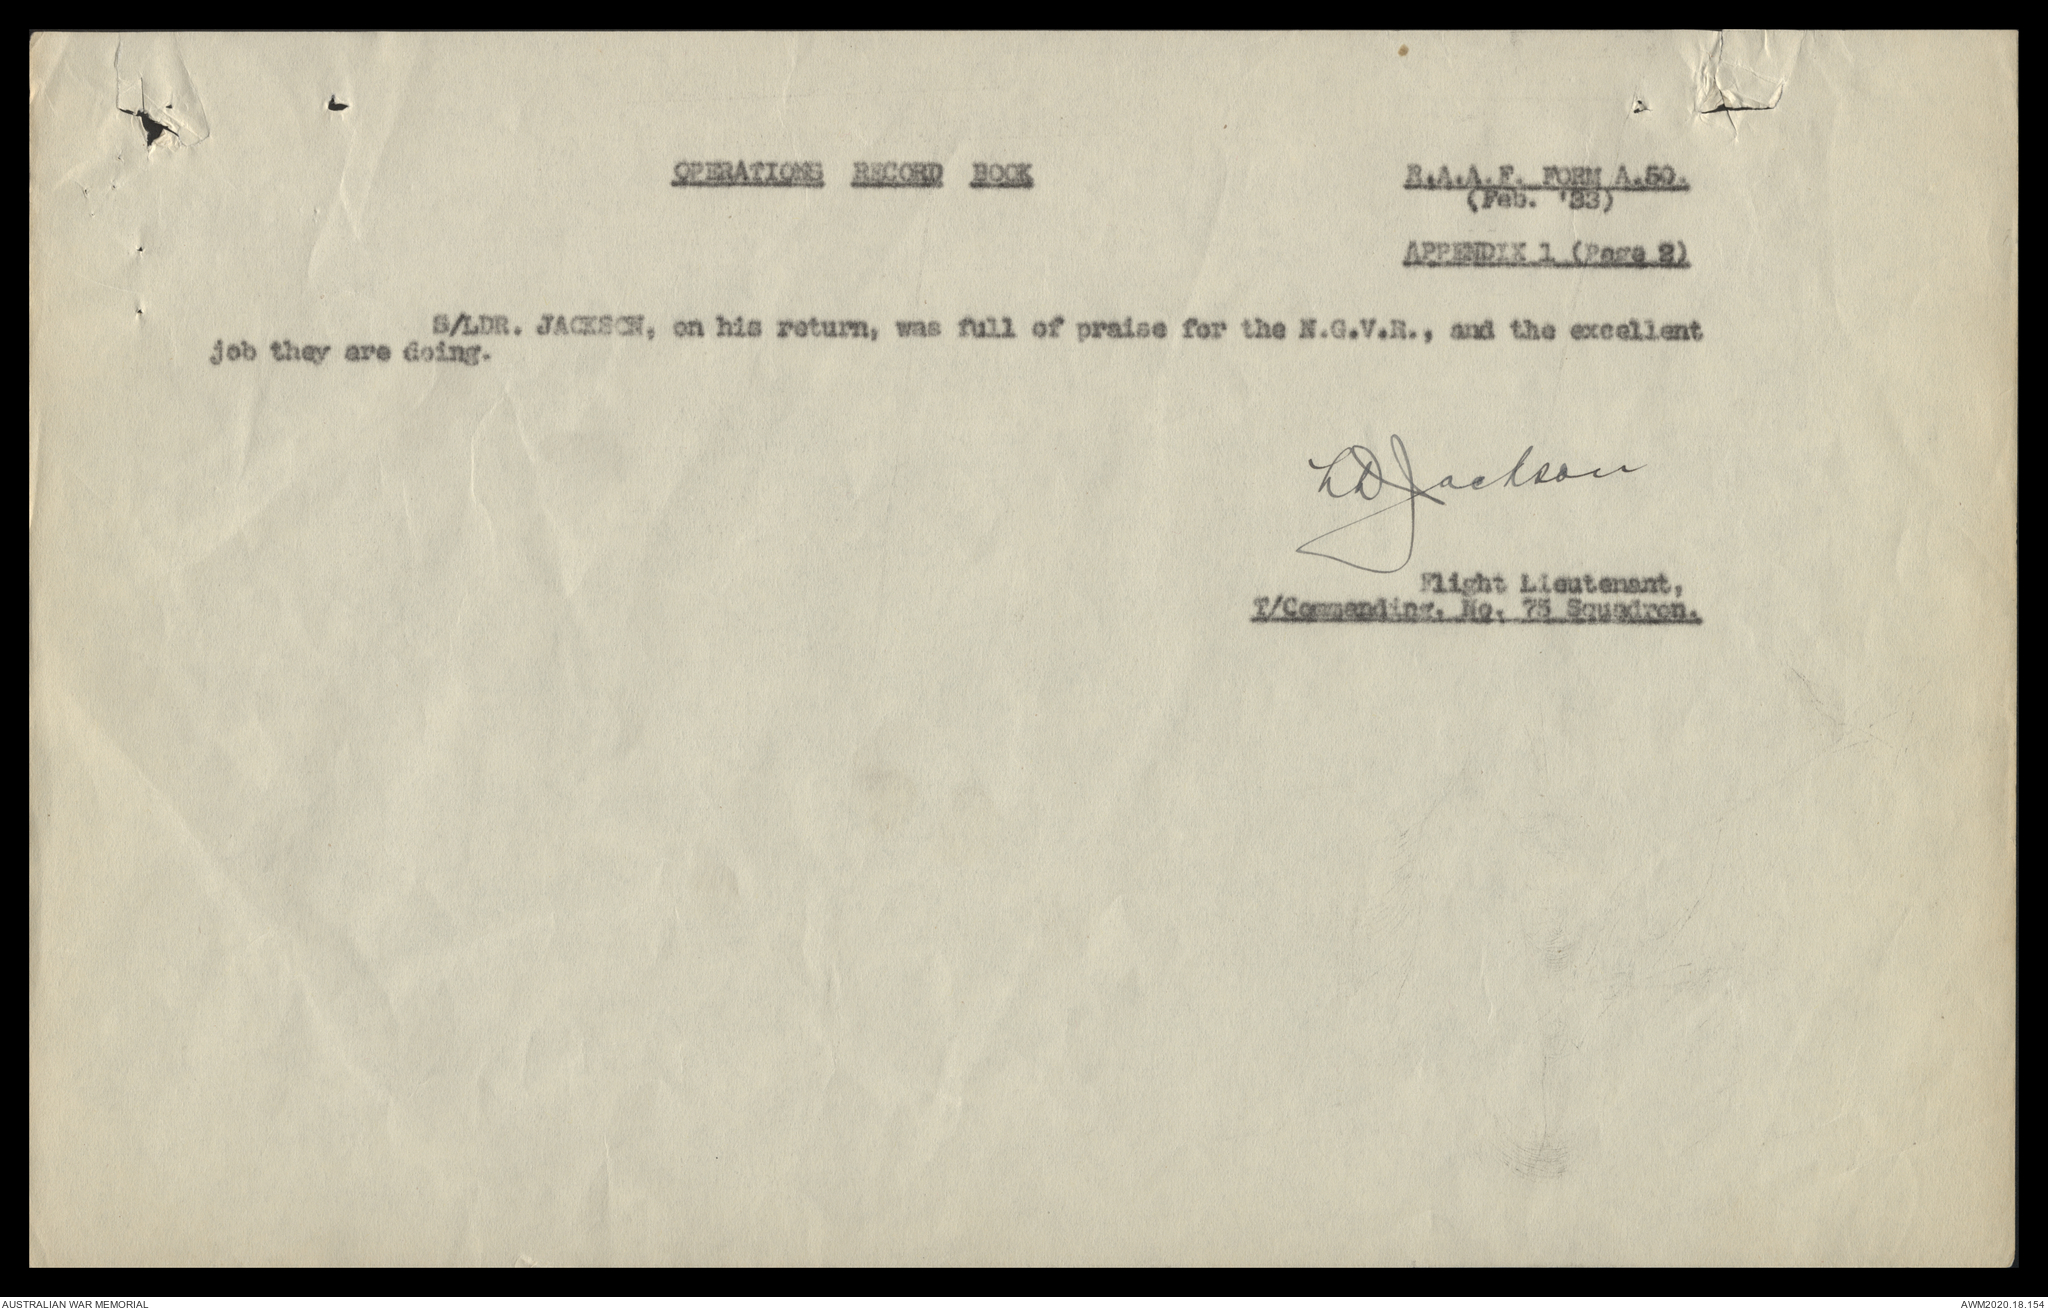 OPERATIONS RECORD BOOK
R.A.A.F. FORM A.50.
(Feb. '33)
APPENDIX 1 (Page 2)
S/LDR. JACKSON, on his return, was full of praise for the N.G.V.R., and the excellent
job they are doing.
LDJackson
Flight Lieutenant,
T/Commanding, No. 75 Squadron.
AUSTRALIAN WAR MEMORIAL
AWM2020.18.154